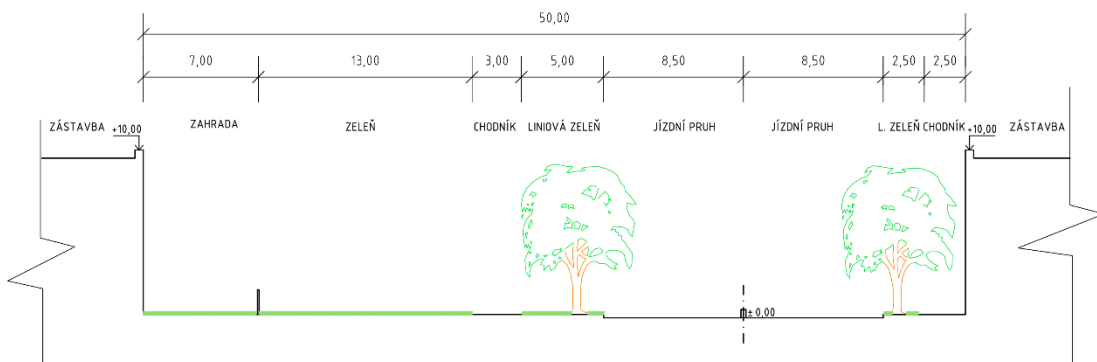 50,00
7,00 13,00 3,00 5,00 8,50 8,50 2,50 2,50
ZÁSTAVBA +10,00 ZAHRADA ZELEŇ CHODNÍK LINIOVÁ ZELEŇ JÍZDNÍ PRUH JÍZDNÍ PRUH L. ZELEŇ CHODNÍK +10,00 ZÁSTAVBA
± 0,00